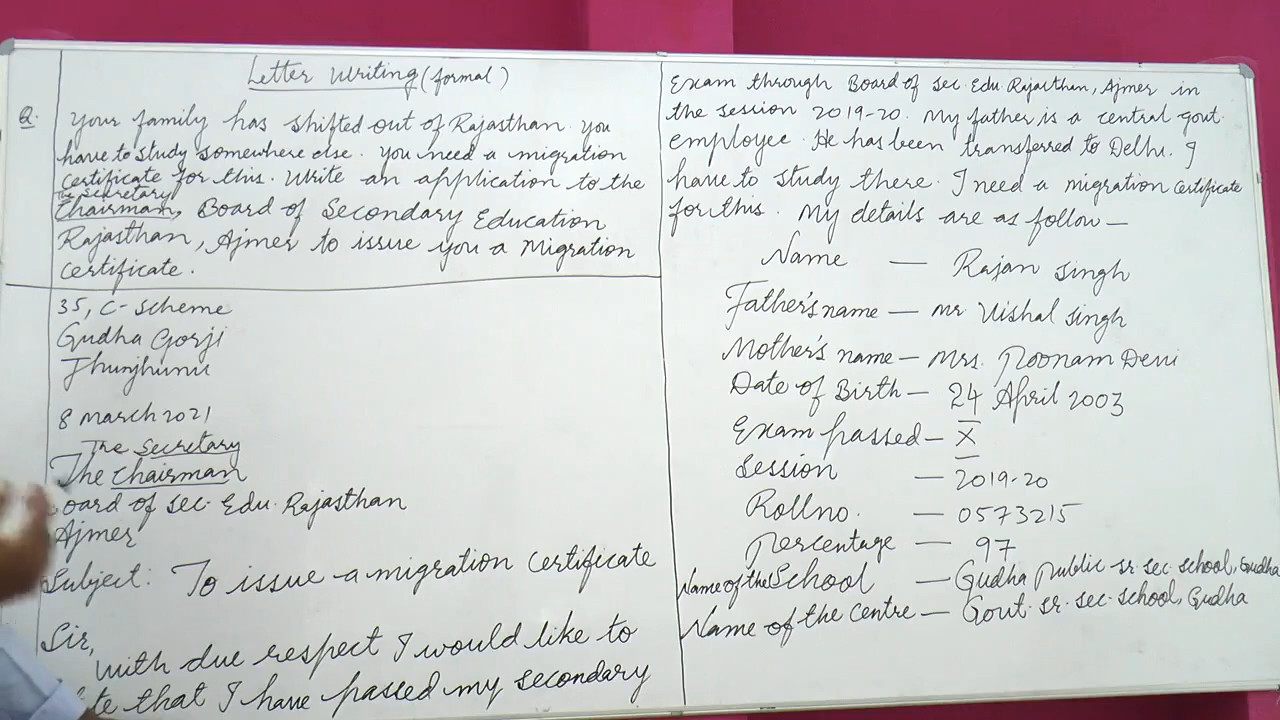 Letter Writing (formal)
Q. Your family has shifted out of Rajasthan. You
have to study somewhere else. You need a migration
certificate for this. Write an application to the
The Secretary
Chairman, Board of Secondary Education
Rajasthan, Ajmer to issue you a Migration
certificate.
35, C-Scheme
Gudha Gorji
Jhunjhunu
8 March 2021
The Secretary
The Chairman
oard of Sec. Edu. Rajasthan
Ajmer
Subject: To issue a migration certificate
Sir,
With due respect I would like to
te that I have passed my secondary
Exam through Board of Sec. Edu. Rajasthan, Ajmer in
the session 2019-20. My father is a central govt.
employee. He has been transferred to Delhi. I
have to study there. I need a migration certificate
for this. My details are as follow —
Name — Rajan Singh
Father's name — Mr. Vishal Singh
Mother's name — Mrs. Poonam Devi
Date of Birth — 24 April 2003
Exam passed — X
Session — 2019-20
Roll no. — 0573215
Percentage — 97
Name of the School — Gudha Public Sr. Sec. School, Gudha
Name of the Centre — Govt. Sr. Sec. School, Gudha